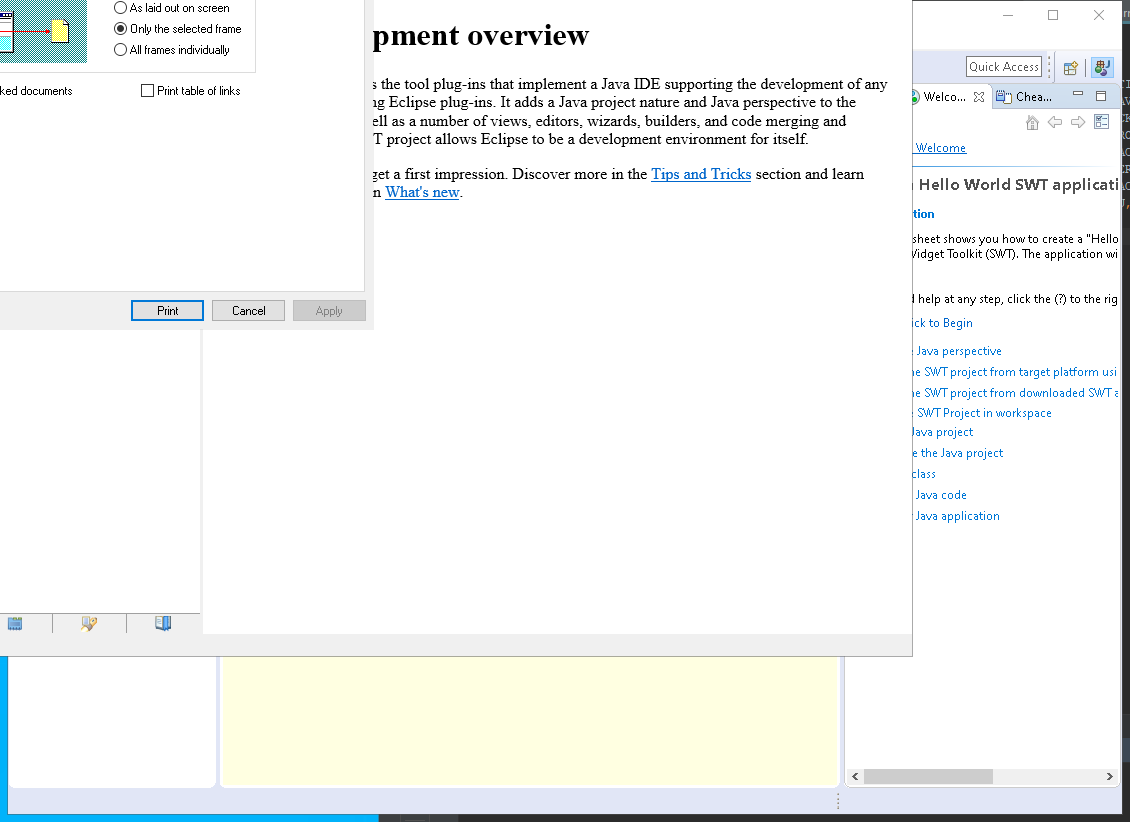 As laid out on screen
Only the selected frame
All frames individually
ked documents
Print table of links
Print
Cancel
Apply
pment overview
s the tool plug-ins that implement a Java IDE supporting the development of any
ng Eclipse plug-ins. It adds a Java project nature and Java perspective to the
ell as a number of views, editors, wizards, builders, and code merging and
T project allows Eclipse to be a development environment for itself.
get a first impression. Discover more in the Tips and Tricks section and learn
n What's new.
Quick Access
Welco...
Chea...
Welcome
Hello World SWT applicati
tion
sheet shows you how to create a "Hello
Widget Toolkit (SWT). The application wi
d help at any step, click the (?) to the rig
ick to Begin
e Java perspective
he SWT project from target platform usi
he SWT project from downloaded SWT a
e SWT Project in workspace
Java project
e the Java project
class
Java code
Java application